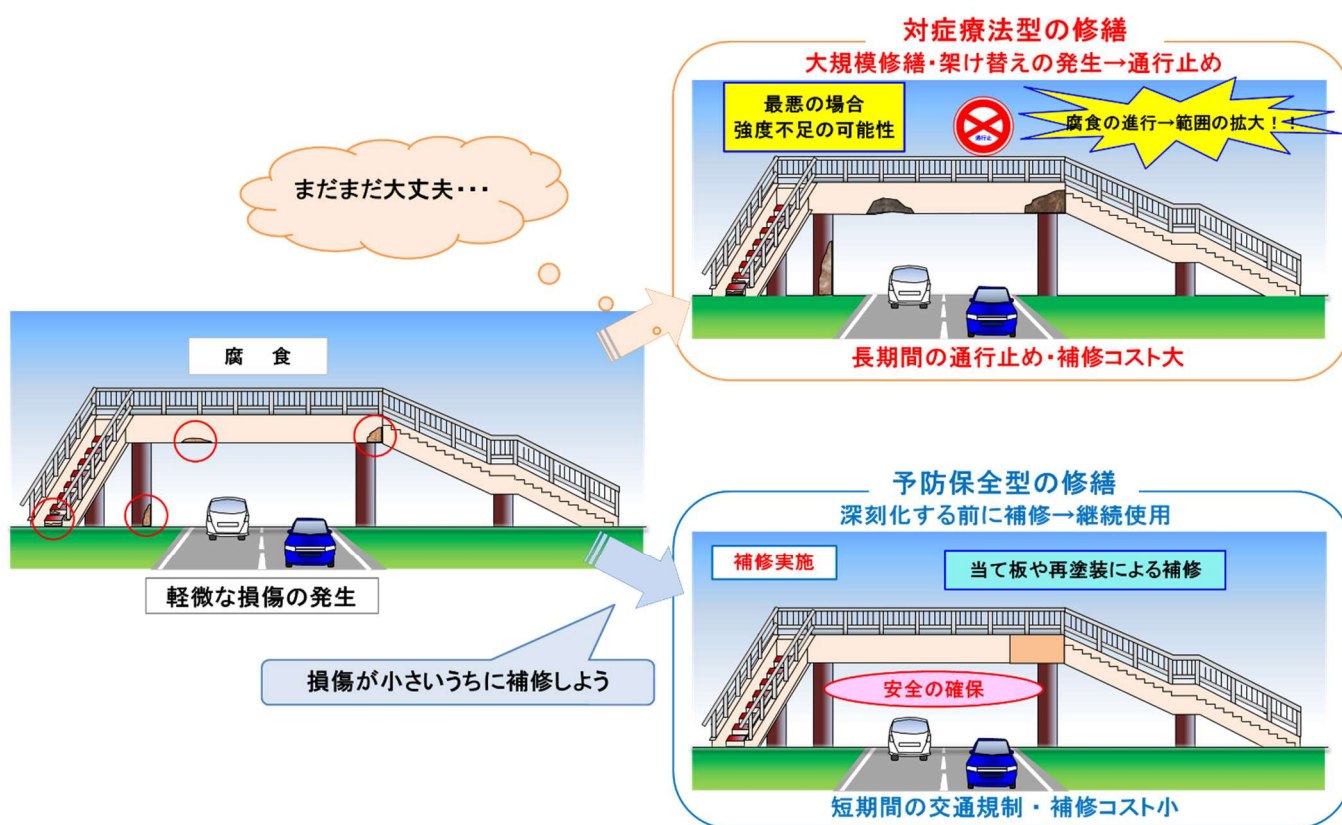 対症療法型の修繕
大規模修繕・架け替えの発生→通行止め
最悪の場合
強度不足の可能性
通行止
腐食の進行→範囲の拡大！！
長期間の通行止め・補修コスト大
まだまだ大丈夫・・・
腐　食
軽微な損傷の発生
損傷が小さいうちに補修しよう
予防保全型の修繕
深刻化する前に補修→継続使用
補修実施
当て板や再塗装による補修
安全の確保
短期間の交通規制・補修コスト小